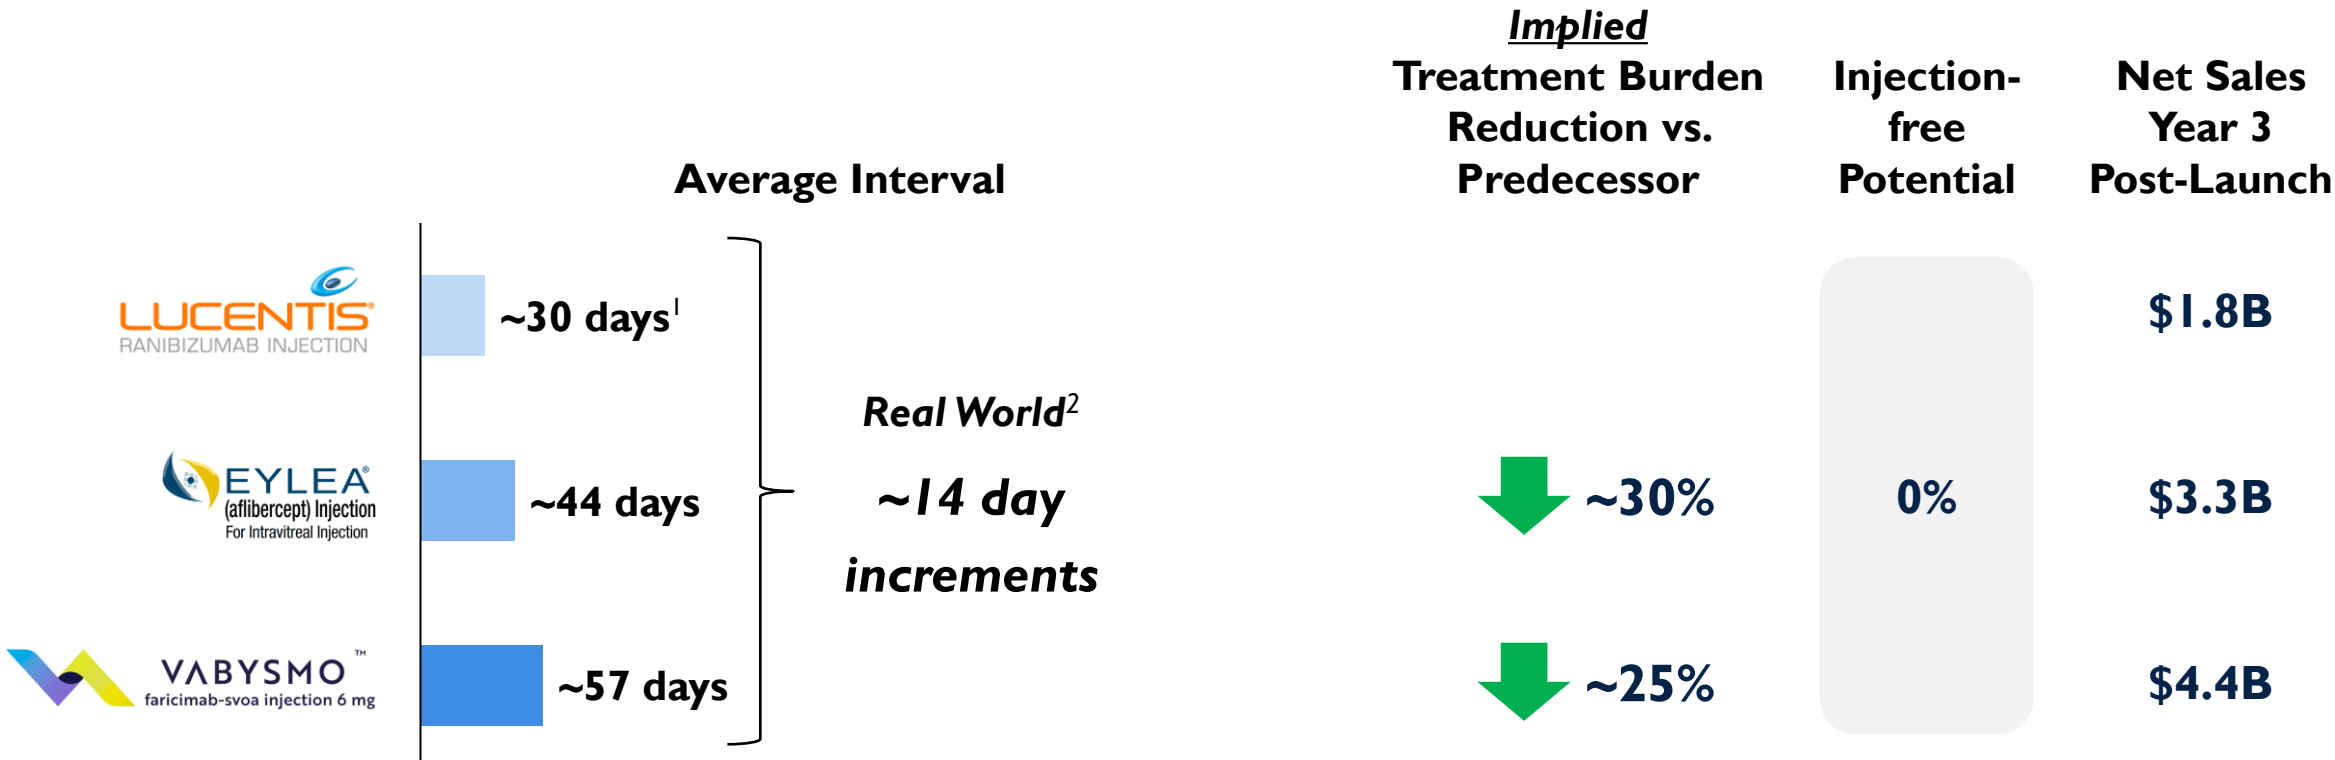 Implied
Treatment Burden
Reduction vs.
Predecessor
Injection-
free
Potential
Net Sales
Year 3
Post-Launch
Average Interval
LUCENTIS®
RANIBIZUMAB INJECTION
~30 days1
$1.8B
Real World2
~14 day
increments
EYLEA®
(aflibercept) Injection
For Intravitreal Injection
~44 days
~30%
0%
$3.3B
VABYSMO™
faricimab-svoa injection 6 mg
~57 days
~25%
$4.4B